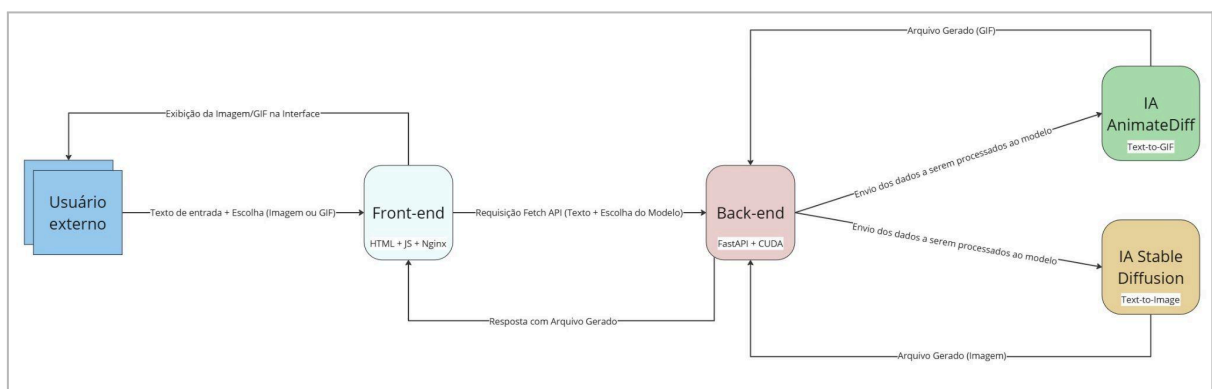 Arquivo Gerado (GIF)
Exibição da Imagem/GIF na Interface
IA
AnimateDiff
Text-to-GIF
Envio dos dados a serem processados ao modelo
Usuário
externo
Texto de entrada + Escolha (Imagem ou GIF)
Front-end
HTML + JS + Nginx
Requisição Fetch API (Texto + Escolha do Modelo)
Back-end
FastAPI + CUDA
Envio dos dados a serem processados ao modelo
IA Stable
Diffusion
Text-to-Image
Resposta com Arquivo Gerado
Arquivo Gerado (Imagem)